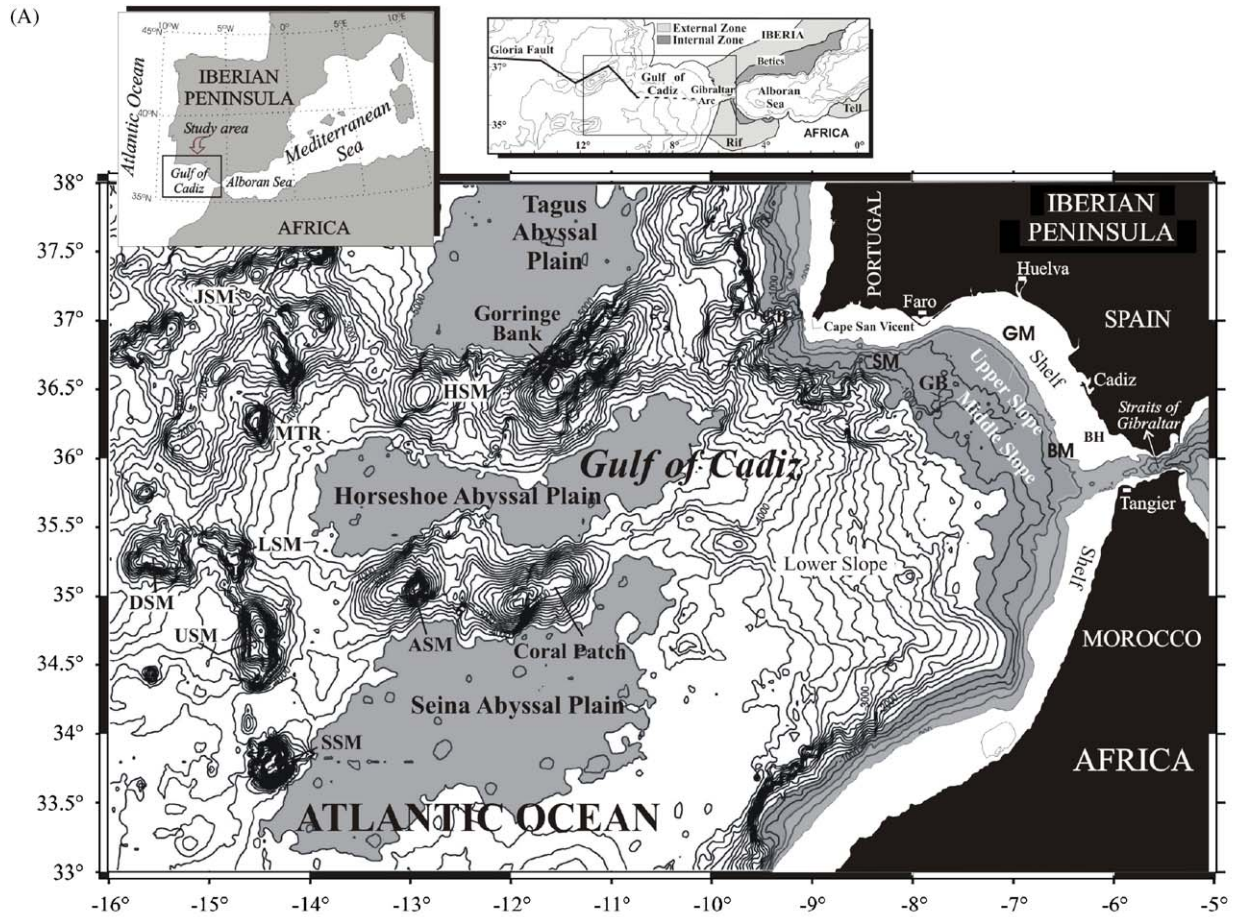 (A)
45°N
10°W
5°W
0°
5°E
10°E
Atlantic Ocean
IBERIAN
PENINSULA
40°N
Study area
Mediterranean
Sea
Gulf of
Cadiz
Alboran Sea
35°N
AFRICA
External Zone
Internal Zone
IBERIA
Gloria Fault
Betics
37°
Gulf of
Cadiz
Gibraltar
Arc
Alboran
Sea
Tell
35°
Rif
AFRICA
12°
8°
4°
0°
38°
37.5°
37°
36.5°
36°
35.5°
35°
34.5°
34°
33.5°
33°
Tagus
Abyssal
Plain
IBERIAN
PENINSULA
PORTUGAL
Huelva
JSM
Gorringe
Bank
Faro
Cape San Vicent
GM
SPAIN
Shelf
SM
Upper Slope
HSM
GB
Cadiz
Middle Slope
Straits of
Gibraltar
MTR
BH
BM
Gulf of Cadiz
Horseshoe Abyssal Plain
Tangier
4000
LSM
Lower Slope
Shelf
DSM
USM
ASM
Coral Patch
MOROCCO
Seina Abyssal Plain
3000
SSM
AFRICA
ATLANTIC OCEAN
-16°
-15°
-14°
-13°
-12°
-11°
-10°
-9°
-8°
-7°
-6°
-5°